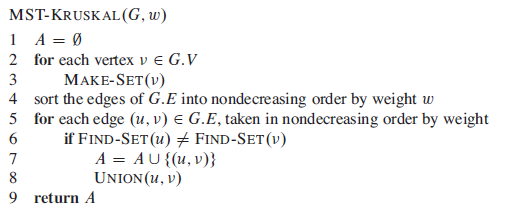 MST-KRUSKAL(G, w)
1 A = ∅
2 for each vertex v ∈ G.V
3 MAKE-SET(v)
4 sort the edges of G.E into nondecreasing order by weight w
5 for each edge (u, v) ∈ G.E, taken in nondecreasing order by weight
6 if FIND-SET(u) ≠ FIND-SET(v)
7 A = A ∪ {(u, v)}
8 UNION(u, v)
9 return A